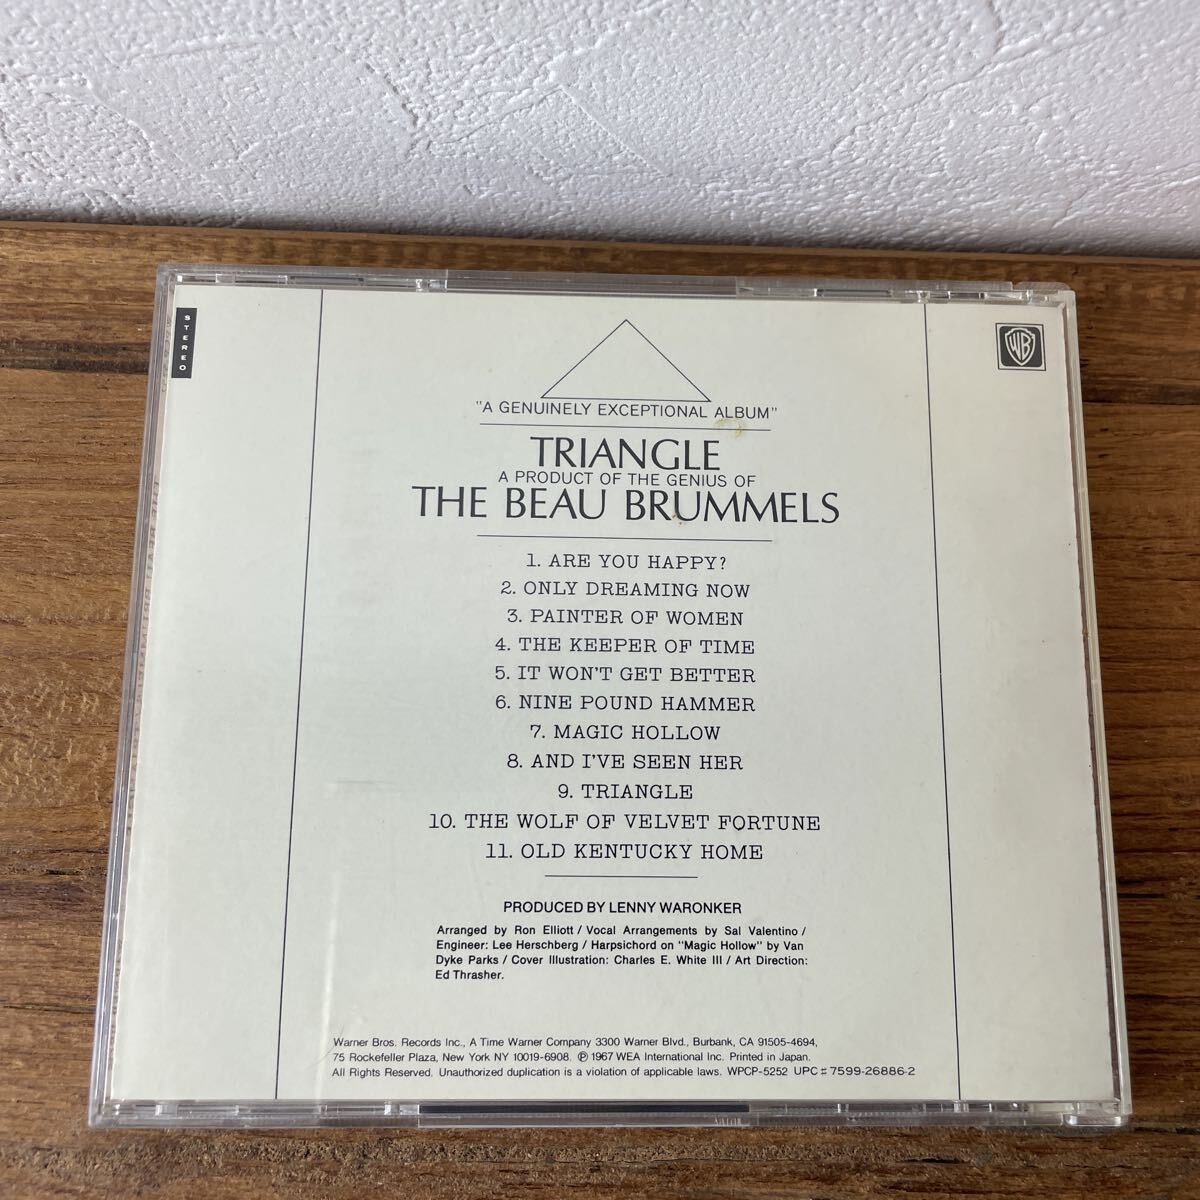 STEREO
WB
"A GENUINELY EXCEPTIONAL ALBUM"
TRIANGLE
A PRODUCT OF THE GENIUS OF
THE BEAU BRUMMELS
1. ARE YOU HAPPY?
2. ONLY DREAMING NOW
3. PAINTER OF WOMEN
4. THE KEEPER OF TIME
5. IT WON'T GET BETTER
6. NINE POUND HAMMER
7. MAGIC HOLLOW
8. AND I'VE SEEN HER
9. TRIANGLE
10. THE WOLF OF VELVET FORTUNE
11. OLD KENTUCKY HOME
PRODUCED BY LENNY WARONKER
Arranged by Ron Elliott / Vocal Arrangements by Sal Valentino /
Engineer: Lee Herschberg / Harpsichord on "Magic Hollow" by Van
Dyke Parks / Cover Illustration: Charles E. White III / Art Direction:
Ed Thrasher.
Warner Bros. Records Inc., A Time Warner Company 3300 Warner Blvd., Burbank, CA 91505-4694,
75 Rockefeller Plaza, New York NY 10019-6908. ℗ 1967 WEA International Inc. Printed in Japan.
All Rights Reserved. Unauthorized duplication is a violation of applicable laws. WPCP-5252 UPC♯7599-26886-2